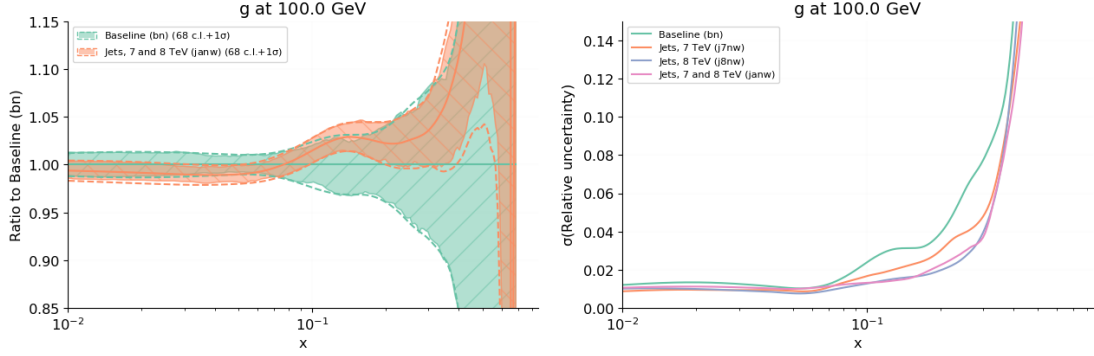 g at 100.0 GeV
Ratio to Baseline (bn)
1.15
1.10
1.05
1.00
0.95
0.90
0.85
Baseline (bn) (68 c.l.+1σ)
Jets, 7 and 8 TeV (janw) (68 c.l.+1σ)
10⁻²
10⁻¹
x
g at 100.0 GeV
σ(Relative uncertainty)
0.14
0.12
0.10
0.08
0.06
0.04
0.02
0.00
Baseline (bn)
Jets, 7 TeV (j7nw)
Jets, 8 TeV (j8nw)
Jets, 7 and 8 TeV (janw)
10⁻²
10⁻¹
x